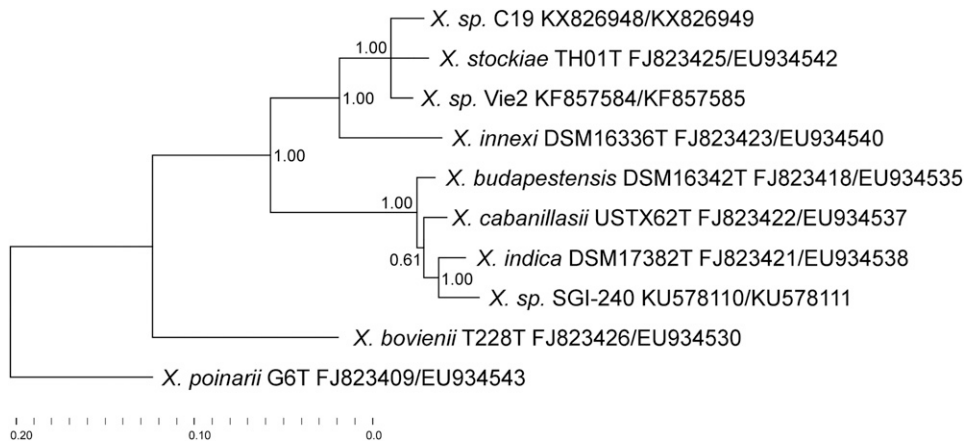 X. sp. C19 KX826948/KX826949
1.00
X. stockiae TH01T FJ823425/EU934542
X. sp. Vie2 KF857584/KF857585
1.00
X. innexi DSM16336T FJ823423/EU934540
1.00
X. budapestensis DSM16342T FJ823418/EU934535
1.00
X. cabanillasii USTX62T FJ823422/EU934537
0.61
X. indica DSM17382T FJ823421/EU934538
1.00
X. sp. SGI-240 KU578110/KU578111
X. bovienii T228T FJ823426/EU934530
X. poinarii G6T FJ823409/EU934543
0.20 0.10 0.0